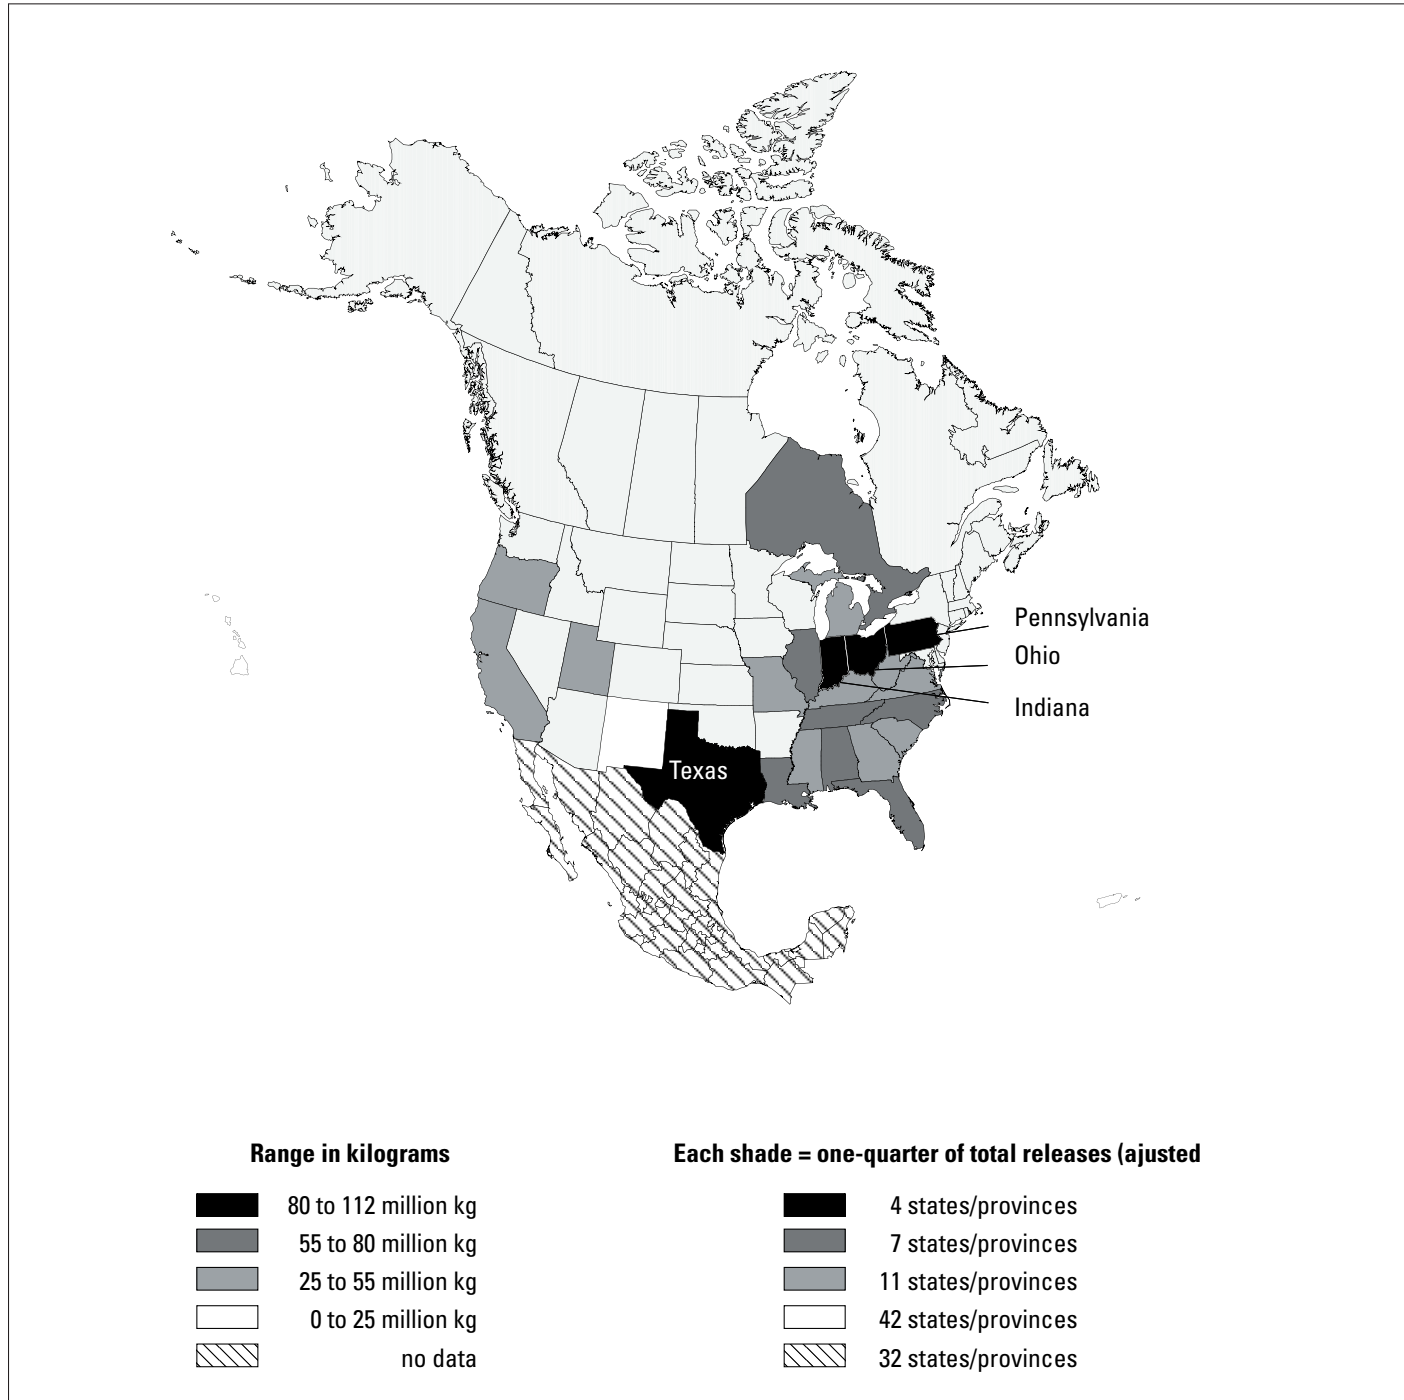 Pennsylvania
Ohio
Indiana
Texas
Range in kilograms
80 to 112 million kg
55 to 80 million kg
25 to 55 million kg
0 to 25 million kg
no data
Each shade = one-quarter of total releases (ajusted
4 states/provinces
7 states/provinces
11 states/provinces
42 states/provinces
32 states/provinces